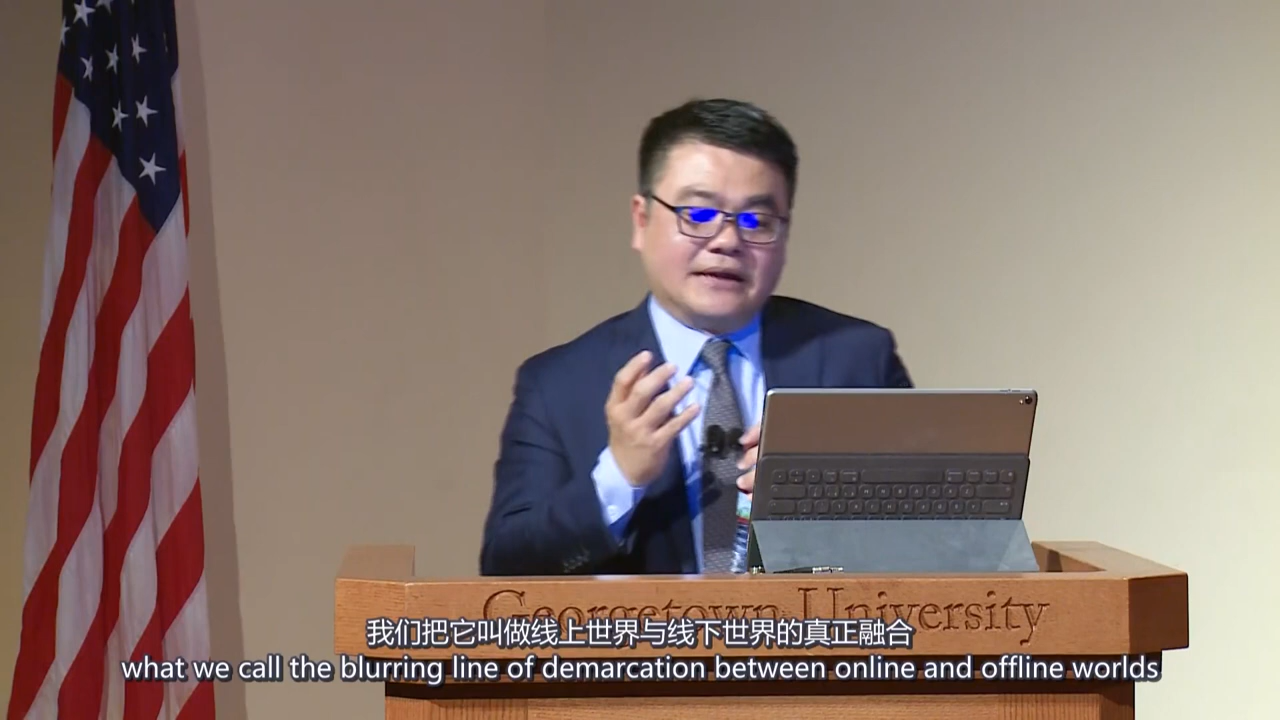 Georgetown University
我们把它叫做线上世界与线下世界的真正融合
what we call the blurring line of demarcation between online and offline worlds